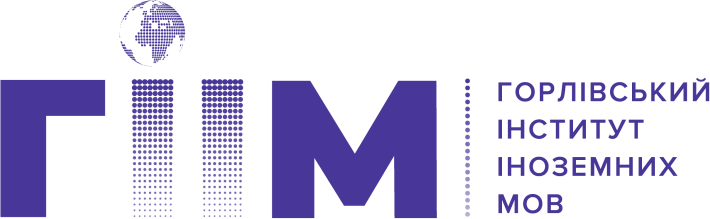 ГІІМ
ГОРЛІВСЬКИЙ
ІНСТИТУТ
ІНОЗЕМНИХ
МОВ